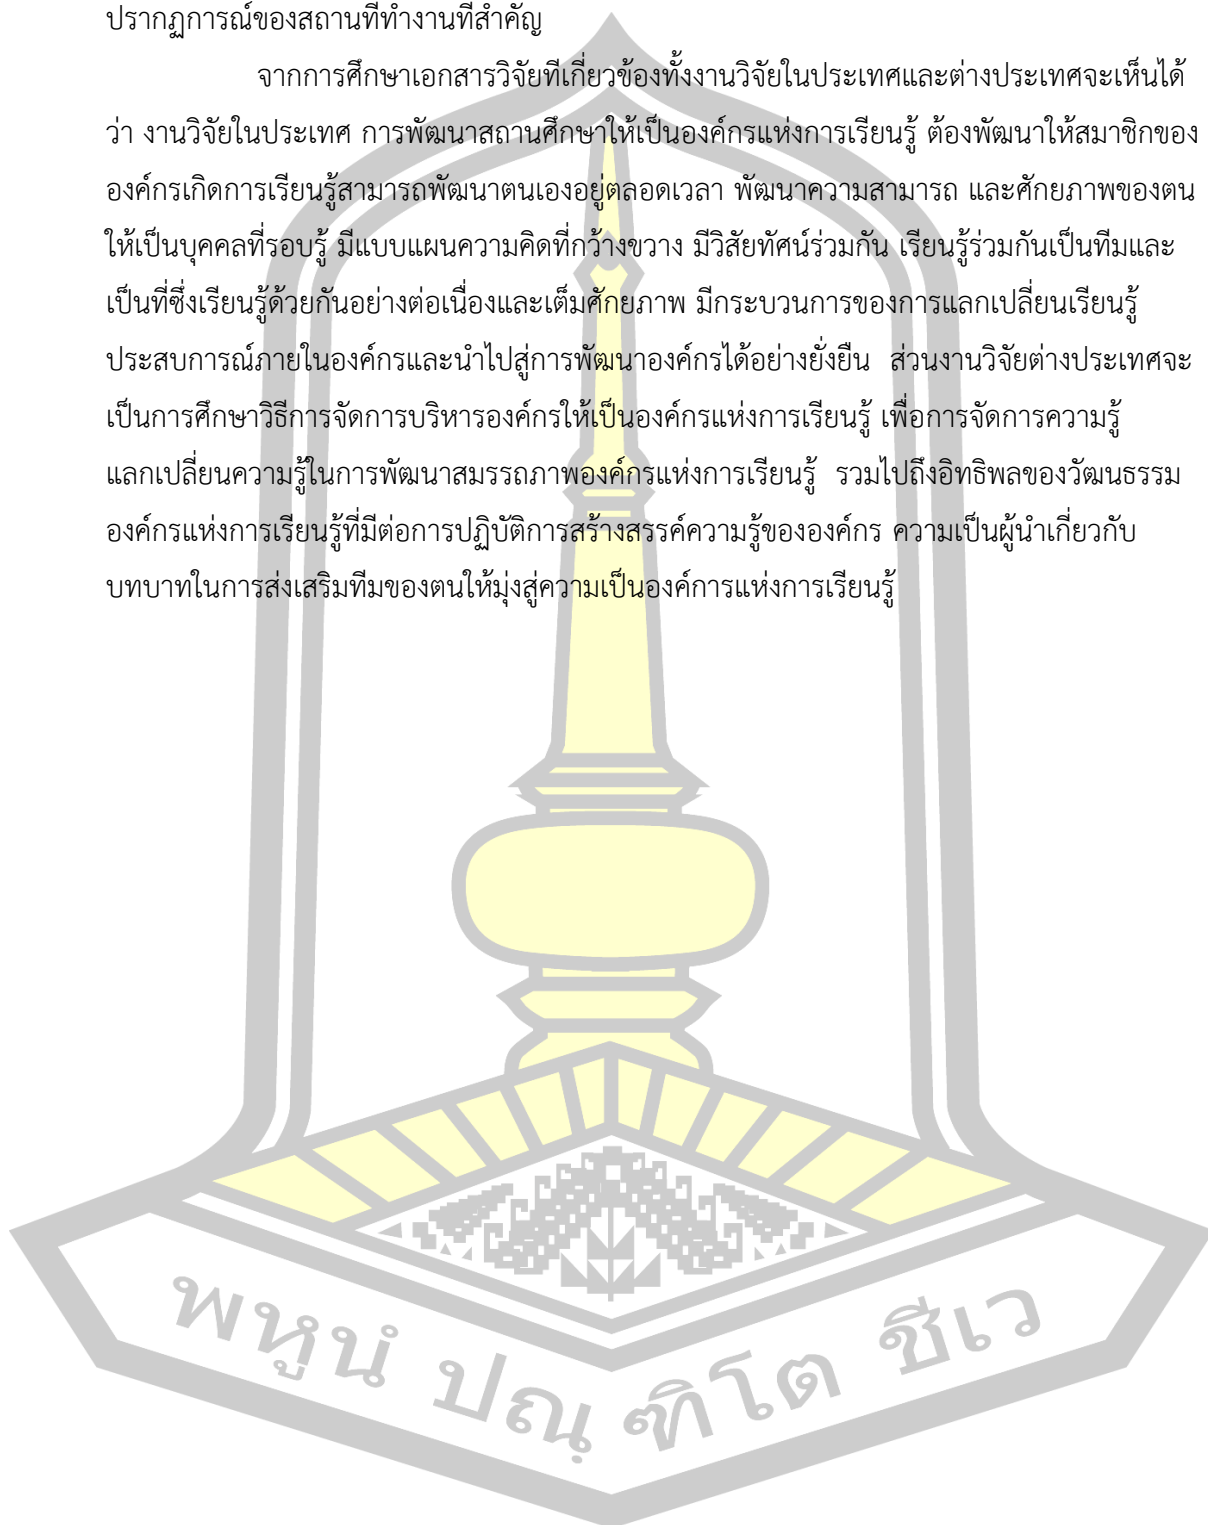 ปรากฏการณ์ของสถานที่ทำงานที่สำคัญ
จากการศึกษาเอกสารวิจัยที่เกี่ยวข้องทั้งงานวิจัยในประเทศและต่างประเทศจะเห็นได้
ว่า งานวิจัยในประเทศ การพัฒนาสถานศึกษาให้เป็นองค์กรแห่งการเรียนรู้ ต้องพัฒนาให้สมาชิกของ
องค์กรเกิดการเรียนรู้สามารถพัฒนาตนเองอยู่ตลอดเวลา พัฒนาความสามารถ และศักยภาพของตน
ให้เป็นบุคคลที่รอบรู้ มีแบบแผนความคิดที่กว้างขวาง มีวิสัยทัศน์ร่วมกัน เรียนรู้ร่วมกันเป็นทีมและ
เป็นที่ซึ่งเรียนรู้ด้วยกันอย่างต่อเนื่องและเต็มศักยภาพ มีกระบวนการของการแลกเปลี่ยนเรียนรู้
ประสบการณ์ภายในองค์กรและนำไปสู่การพัฒนาองค์กรได้อย่างยั่งยืน ส่วนงานวิจัยต่างประเทศจะ
เป็นการศึกษาวิธีการจัดการบริหารองค์กรให้เป็นองค์กรแห่งการเรียนรู้ เพื่อการจัดการความรู้
แลกเปลี่ยนความรู้ในการพัฒนาสมรรถภาพองค์กรแห่งการเรียนรู้ รวมไปถึงอิทธิพลของวัฒนธรรม
องค์กรแห่งการเรียนรู้ที่มีต่อการปฏิบัติการสร้างสรรค์ความรู้ขององค์กร ความเป็นผู้นำเกี่ยวกับ
บทบาทในการส่งเสริมทีมของตนให้มุ่งสู่ความเป็นองค์การแห่งการเรียนรู้
พหูนํ ปณฺ ฑิโต ชีเว